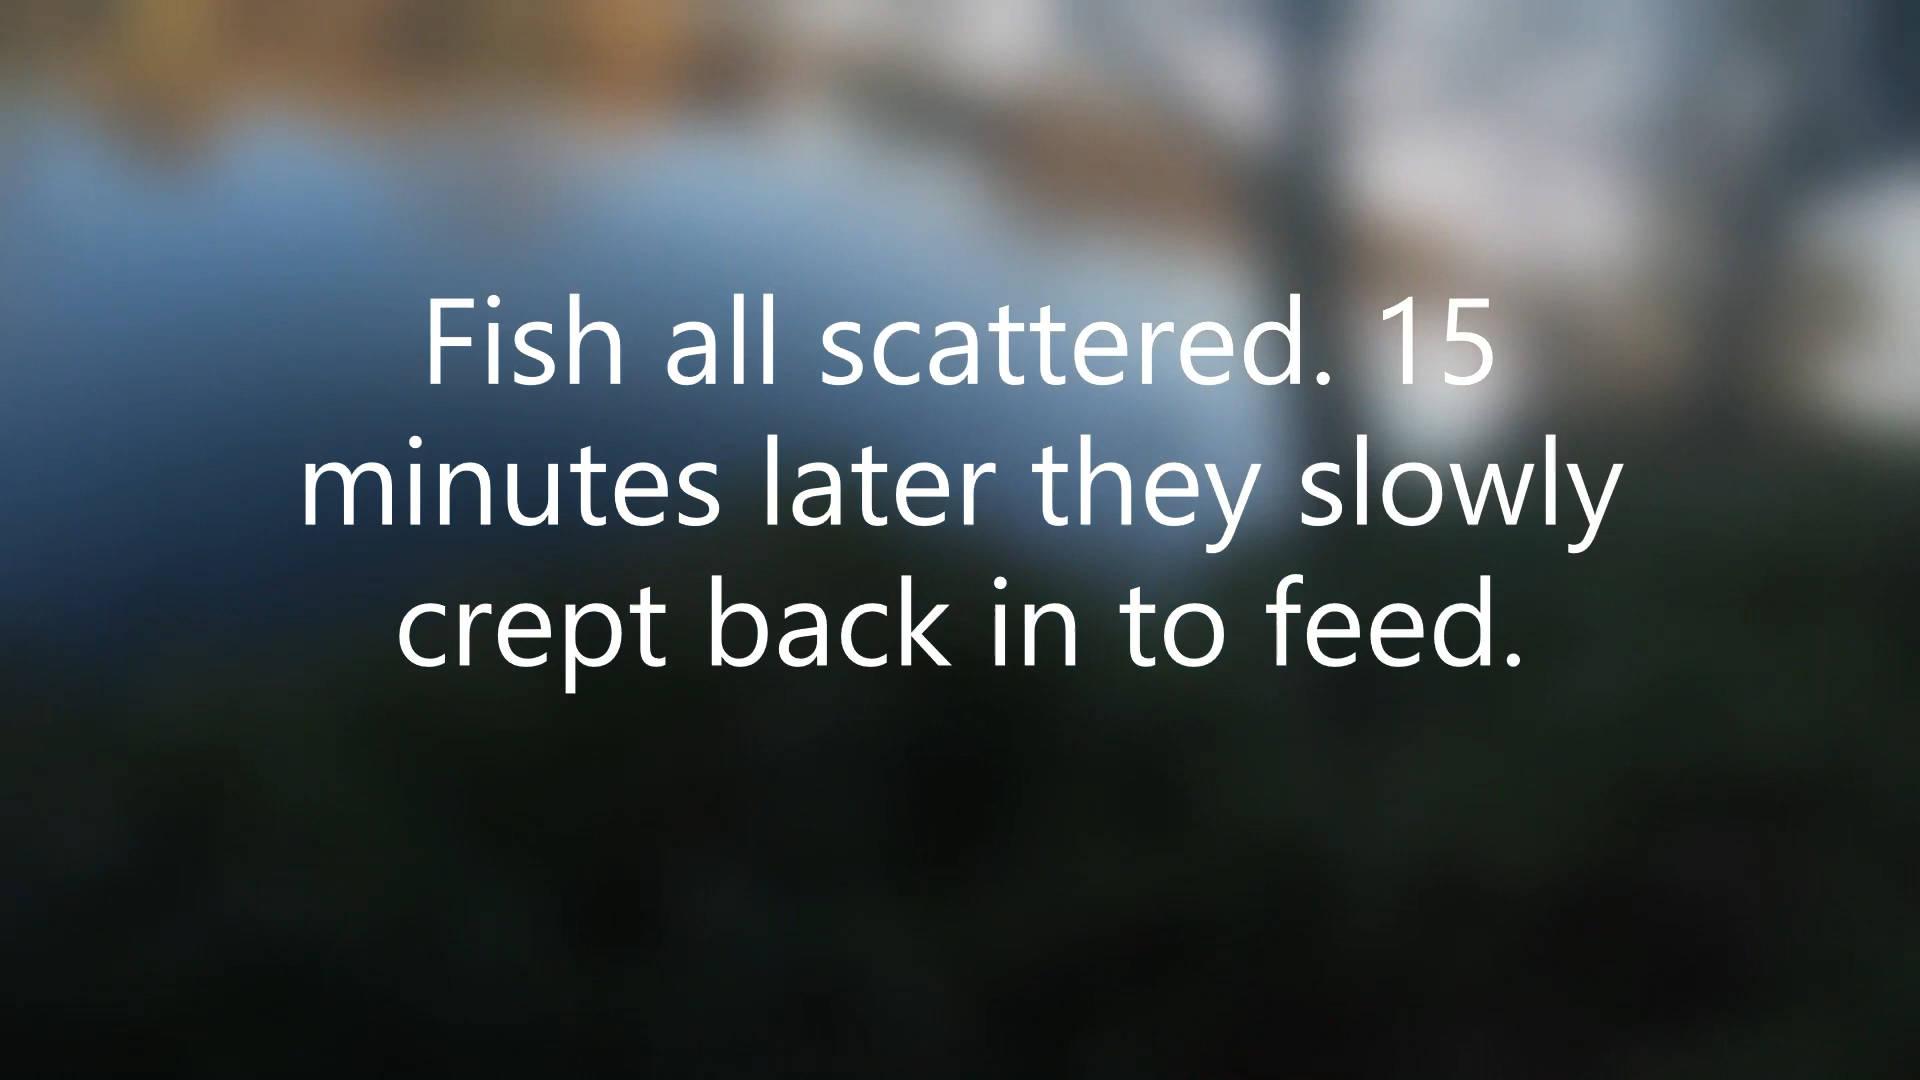 Fish all scattered. 15
minutes later they slowly
crept back in to feed.